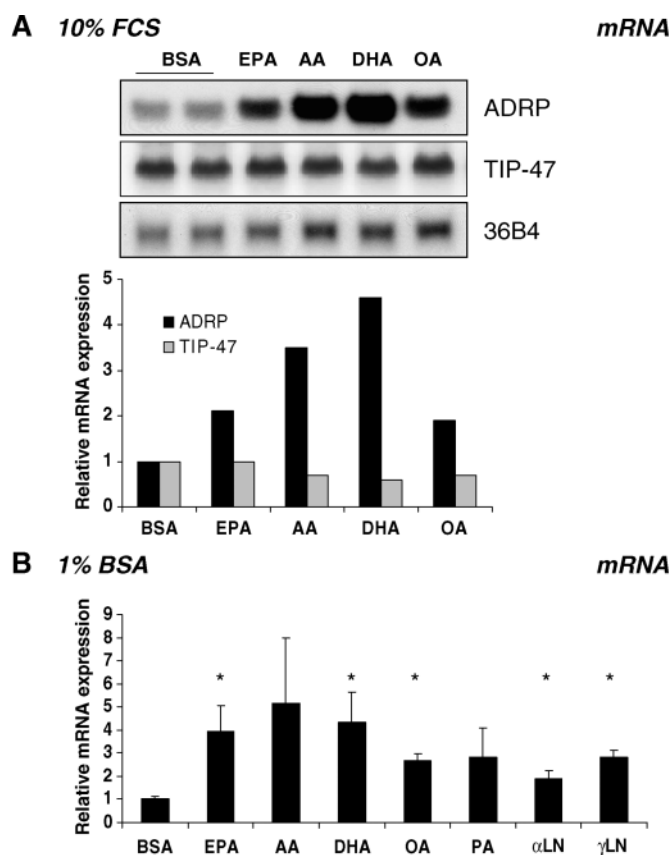 A 10% FCS mRNA
BSA EPA AA DHA OA
ADRP
TIP-47
36B4
5
4
3
2
1
0
Relative mRNA expression
ADRP
TIP-47
BSA EPA AA DHA OA
B 1% BSA mRNA
9
8
7
6
5
4
3
2
1
0
Relative mRNA expression
* * * * *
BSA EPA AA DHA OA PA αLN γLN